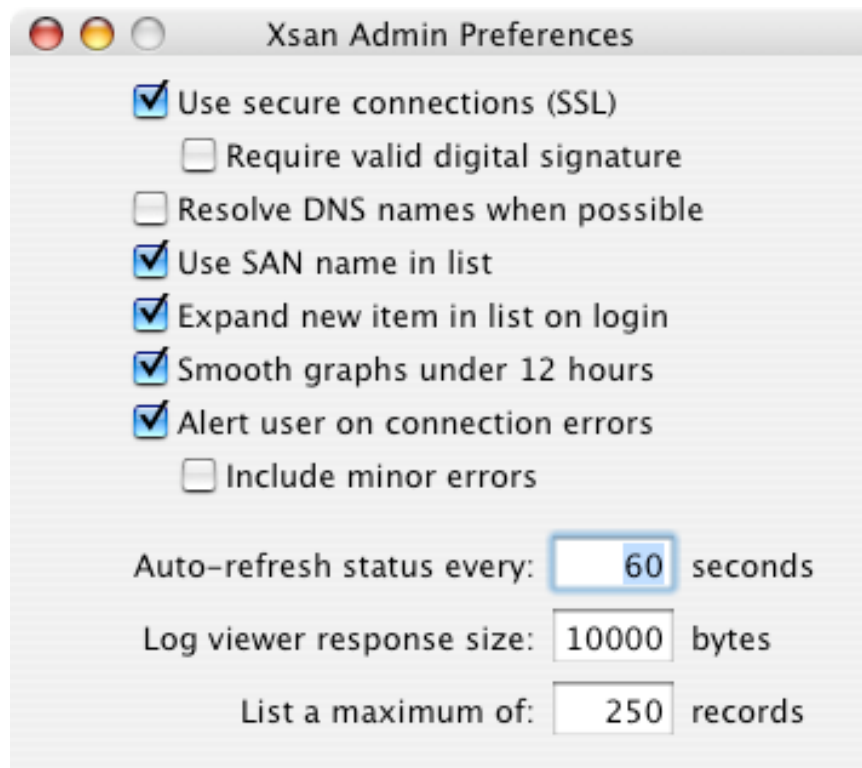 Xsan Admin Preferences
Use secure connections (SSL)
Require valid digital signature
Resolve DNS names when possible
Use SAN name in list
Expand new item in list on login
Smooth graphs under 12 hours
Alert user on connection errors
Include minor errors
Auto-refresh status every: 60 seconds
Log viewer response size: 10000 bytes
List a maximum of: 250 records